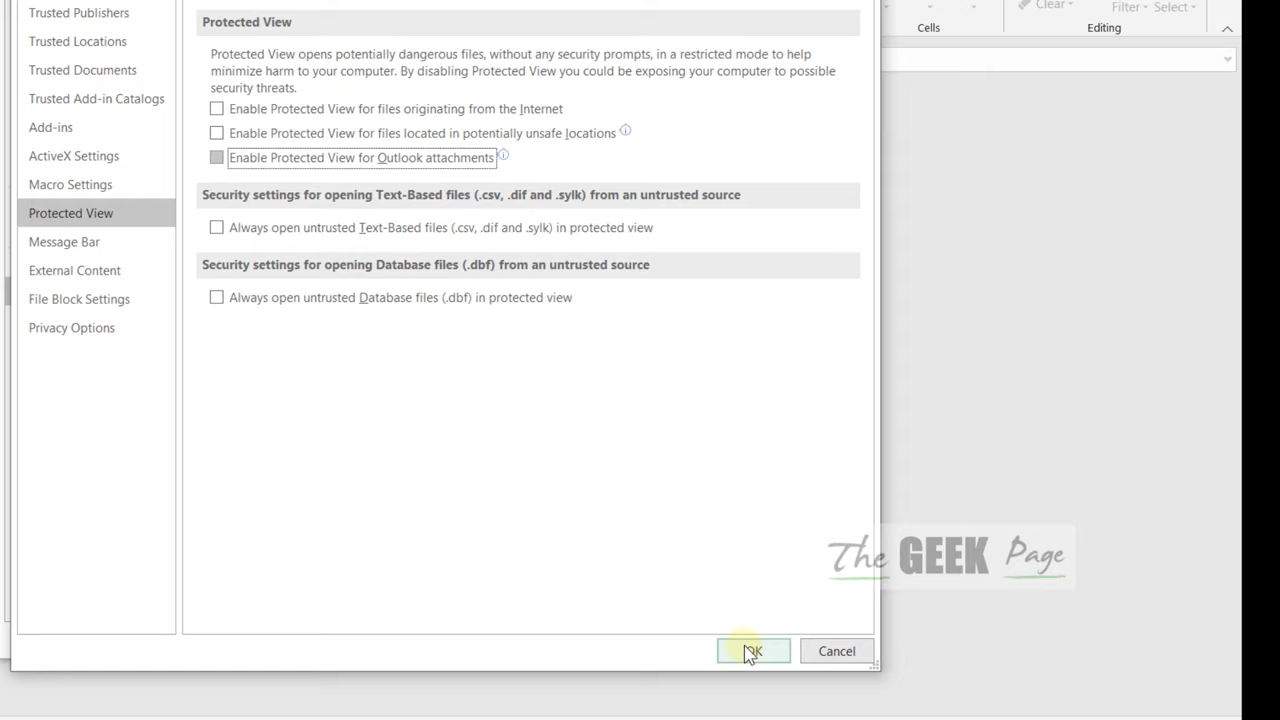 Clear
Filter
Select
Cells
Editing
Trusted Publishers
Trusted Locations
Trusted Documents
Trusted Add-in Catalogs
Add-ins
ActiveX Settings
Macro Settings
Protected View
Message Bar
External Content
File Block Settings
Privacy Options
Protected View
Protected View opens potentially dangerous files, without any security prompts, in a restricted mode to help
minimize harm to your computer. By disabling Protected View you could be exposing your computer to possible
security threats.
Enable Protected View for files originating from the Internet
Enable Protected View for files located in potentially unsafe locations
Enable Protected View for Outlook attachments
Security settings for opening Text-Based files (.csv, .dif and .sylk) from an untrusted source
Always open untrusted Text-Based files (.csv, .dif and .sylk) in protected view
Security settings for opening Database files (.dbf) from an untrusted source
Always open untrusted Database files (.dbf) in protected view
The GEEK Page
OK
Cancel